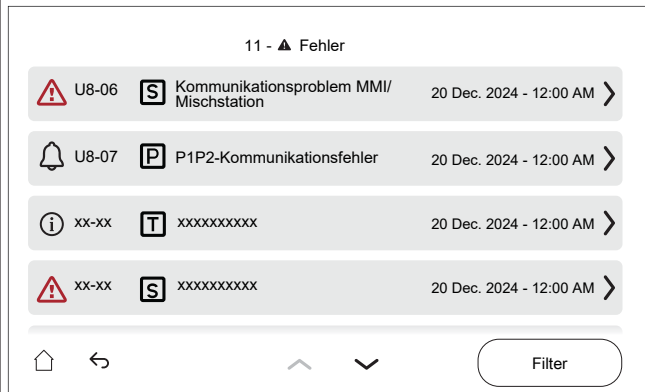 11 - Fehler
U8-06 S Kommunikationsproblem MMI/
Mischstation
20 Dec. 2024 - 12:00 AM
U8-07 P P1P2-Kommunikationsfehler 20 Dec. 2024 - 12:00 AM
xx-xx T xxxxxxxxxx 20 Dec. 2024 - 12:00 AM
xx-xx S xxxxxxxxxx 20 Dec. 2024 - 12:00 AM
Filter